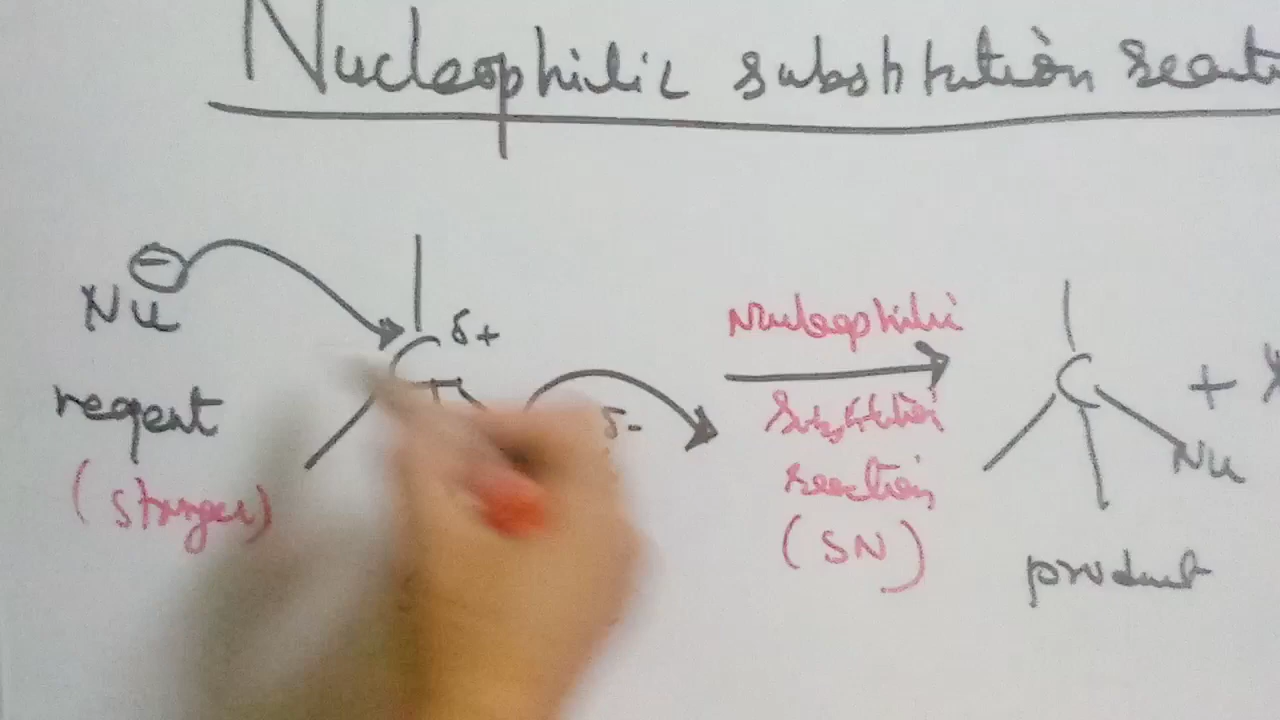 Nucleophilic substitution reacti
Nu⊖
C δ+
δ-
regent
(stronger)
Nucleophilic
Substitution
reaction
(SN)
C
Nu
+ X
product